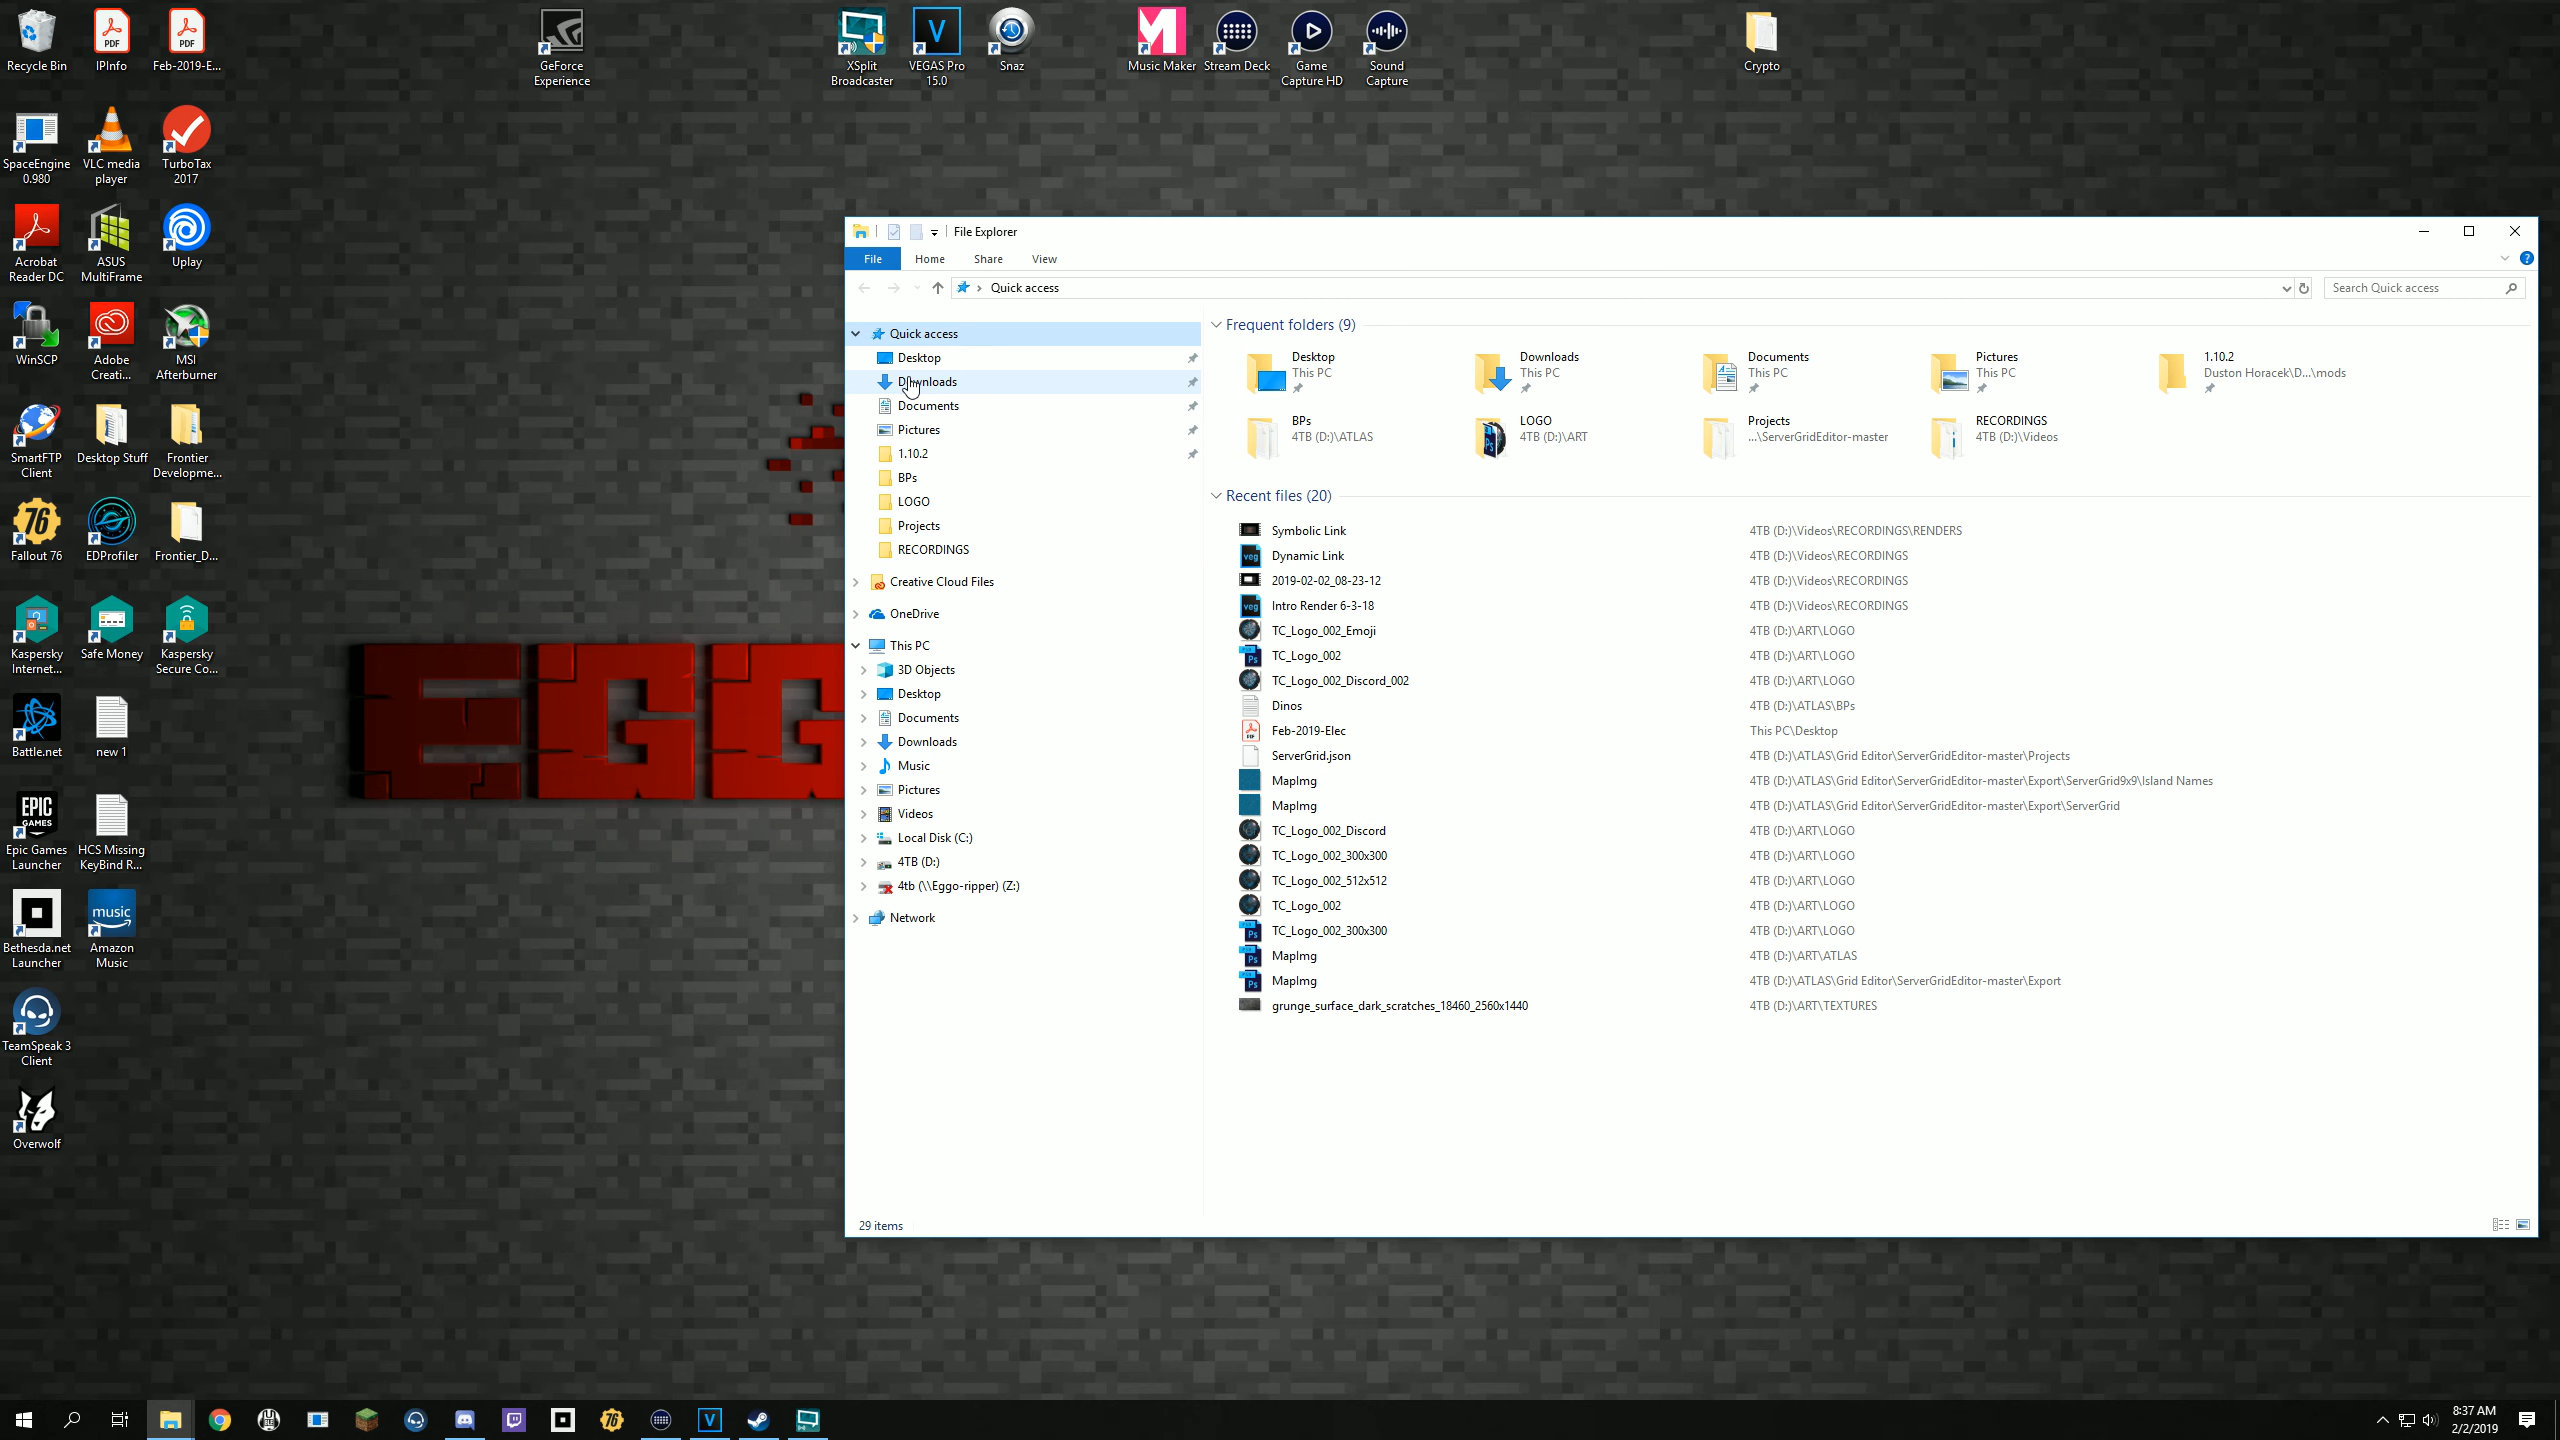 Recycle Bin
IPInfo
Feb-2019-E...
GeForce
Experience
XSplit
Broadcaster
VEGAS Pro
15.0
Snaz
Music Maker
Stream Deck
Game
Capture HD
Sound
Capture
Crypto
SpaceEngine
0.980
VLC media
player
TurboTax
2017
Acrobat
Reader DC
ASUS
MultiFrame
Uplay
WinSCP
Adobe
Creati...
MSI
Afterburner
SmartFTP
Client
Desktop Stuff
Frontier
Developme...
Fallout 76
EDProfiler
Frontier_D...
Kaspersky
Internet...
Safe Money
Kaspersky
Secure Co...
Battle.net
new 1
EPIC
GAMES
Epic Games
Launcher
HCS Missing
KeyBind R...
Bethesda.net
Launcher
music
Amazon
Music
TeamSpeak 3
Client
Overwolf
EGG
File Explorer
File
Home
Share
View
Quick access
Search Quick access
Quick access
Desktop
Downloads
Documents
Pictures
1.10.2
BPs
LOGO
Projects
RECORDINGS
Creative Cloud Files
OneDrive
This PC
3D Objects
Desktop
Documents
Downloads
Music
Pictures
Videos
Local Disk (C:)
4TB (D:)
4tb (\\Eggo-ripper) (Z:)
Network
Frequent folders (9)
Desktop
This PC
Downloads
This PC
Documents
This PC
Pictures
This PC
1.10.2
Duston Horacek\D...\mods
BPs
4TB (D:)\ATLAS
LOGO
4TB (D:)\ART
Projects
...\ServerGridEditor-master
RECORDINGS
4TB (D:)\Videos
Recent files (20)
Symbolic Link 4TB (D:)\Videos\RECORDINGS\RENDERS
Dynamic Link 4TB (D:)\Videos\RECORDINGS
2019-02-02_08-23-12 4TB (D:)\Videos\RECORDINGS
Intro Render 6-3-18 4TB (D:)\Videos\RECORDINGS
TC_Logo_002_Emoji 4TB (D:)\ART\LOGO
TC_Logo_002 4TB (D:)\ART\LOGO
TC_Logo_002_Discord_002 4TB (D:)\ART\LOGO
Dinos 4TB (D:)\ATLAS\BPs
Feb-2019-Elec This PC\Desktop
ServerGrid.json 4TB (D:)\ATLAS\Grid Editor\ServerGridEditor-master\Projects
MapImg 4TB (D:)\ATLAS\Grid Editor\ServerGridEditor-master\Export\ServerGrid9x9\Island Names
MapImg 4TB (D:)\ATLAS\Grid Editor\ServerGridEditor-master\Export\ServerGrid
TC_Logo_002_Discord 4TB (D:)\ART\LOGO
TC_Logo_002_300x300 4TB (D:)\ART\LOGO
TC_Logo_002_512x512 4TB (D:)\ART\LOGO
TC_Logo_002 4TB (D:)\ART\LOGO
TC_Logo_002_300x300 4TB (D:)\ART\LOGO
MapImg 4TB (D:)\ART\ATLAS
MapImg 4TB (D:)\ATLAS\Grid Editor\ServerGridEditor-master\Export
grunge_surface_dark_scratches_18460_2560x1440 4TB (D:)\ART\TEXTURES
29 items
8:37 AM
2/2/2019